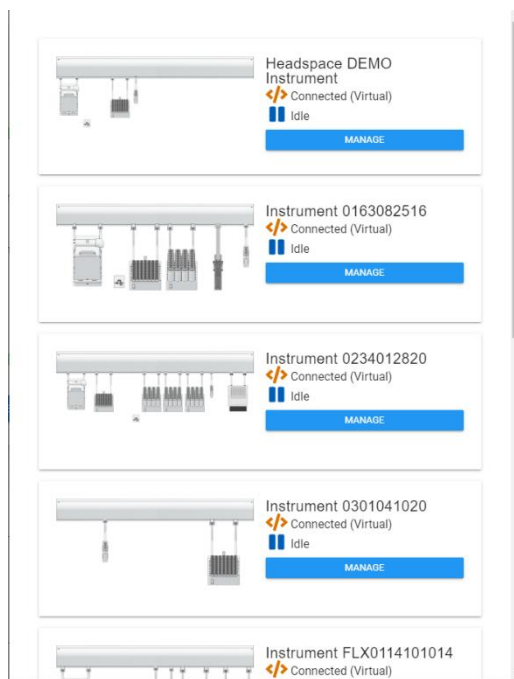 Headspace DEMO
Instrument
Connected (Virtual)
Idle
MANAGE
Instrument 0163082516
Connected (Virtual)
Idle
MANAGE
Instrument 0234012820
Connected (Virtual)
Idle
MANAGE
Instrument 0301041020
Connected (Virtual)
Idle
MANAGE
Instrument FLX0114101014
Connected (Virtual)